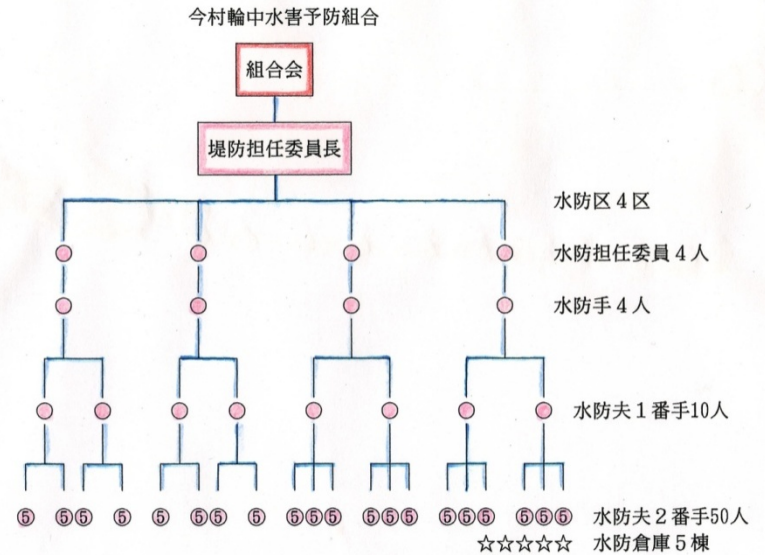 今村輪中水害予防組合
組合会
堤防担任委員長
水防区4区
水防担任委員4人
水防手4人
水防夫1番手10人
⑤ ⑤⑤ ⑤ ⑤ ⑤⑤ ⑤ ⑤⑤⑤ ⑤⑤⑤ ⑤⑤⑤ ⑤⑤⑤ 水防夫2番手50人
☆☆☆☆☆ 水防倉庫5棟